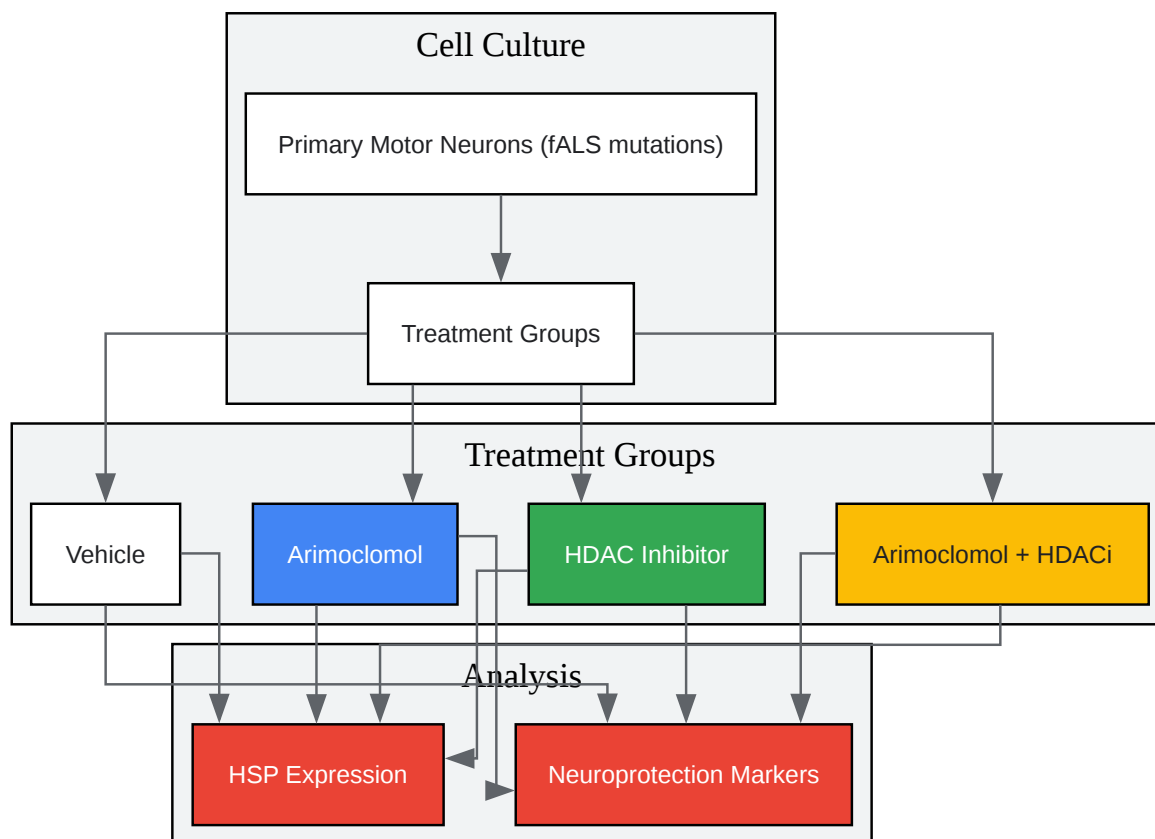 Cell Culture
Primary Motor Neurons (fALS mutations)
Treatment Groups
Treatment Groups
Vehicle
Arimoclomol
HDAC Inhibitor
Arimoclomol + HDACi
Analysis
HSP Expression
Neuroprotection Markers